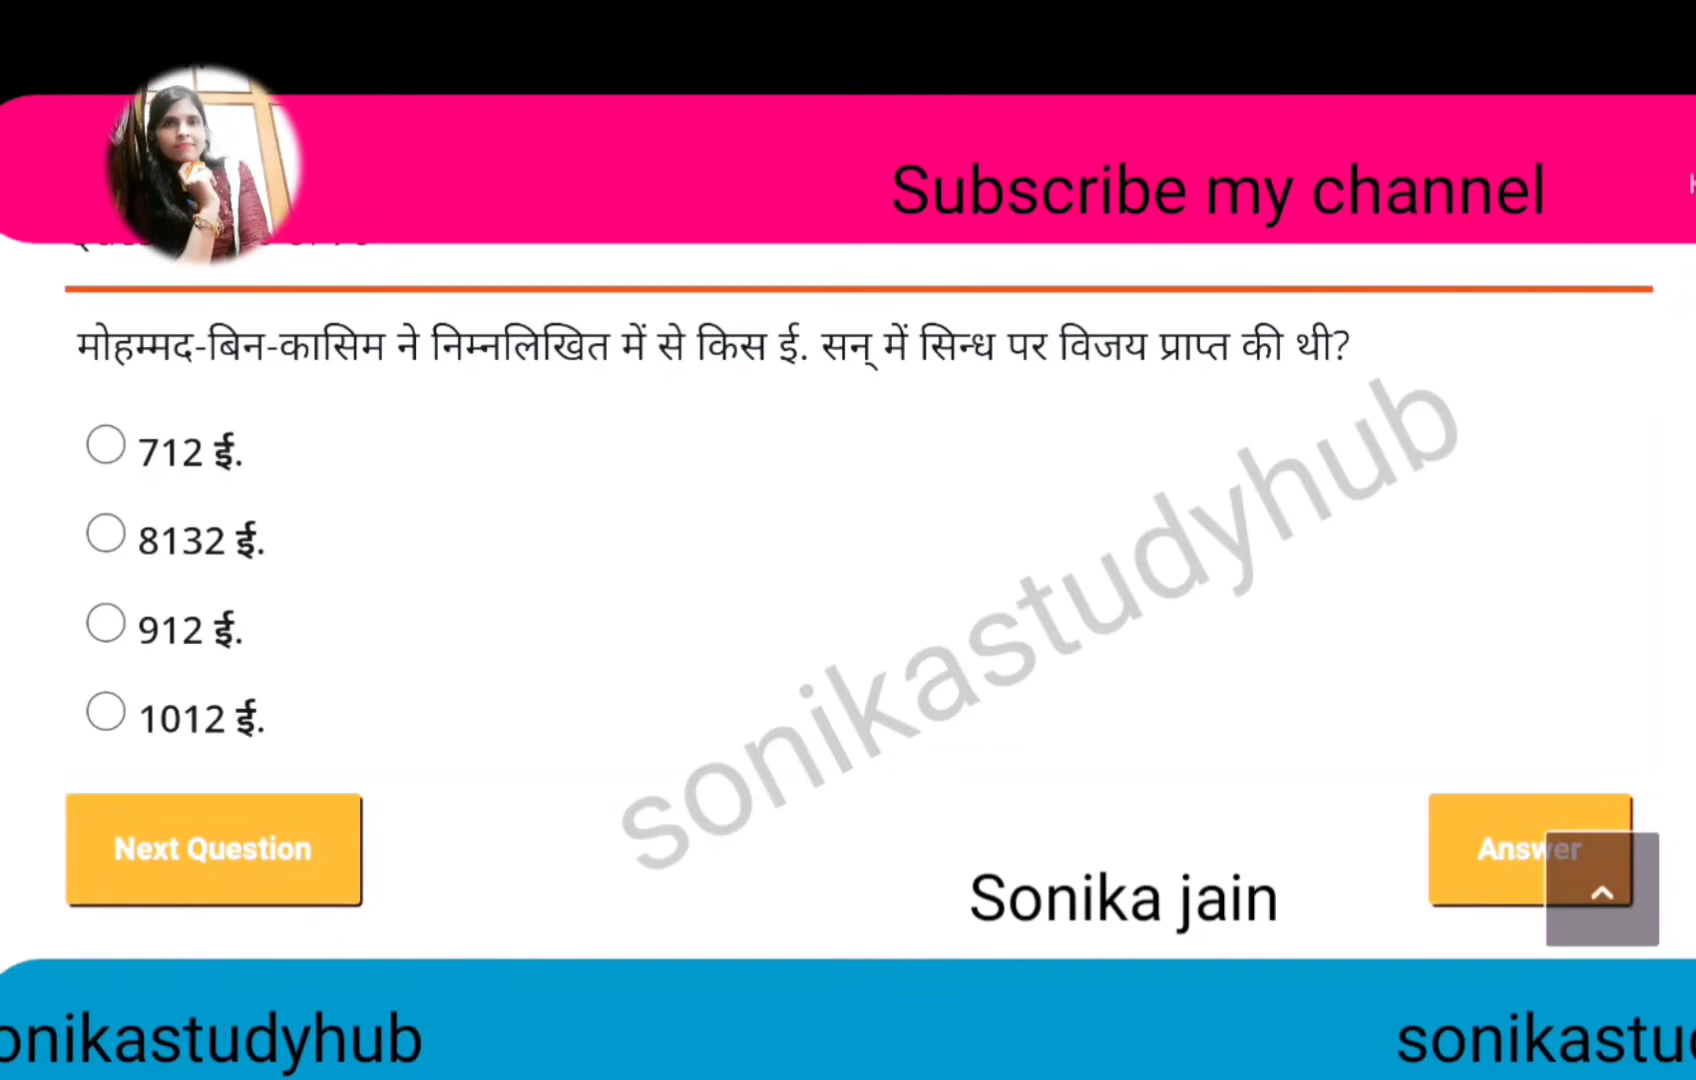 Subscribe my channel
मोहम्मद-बिन-कासिम ने निम्नलिखित में से किस ई. सन् में सिन्ध पर विजय प्राप्त की थी?
712 ई.
8132 ई.
912 ई.
1012 ई.
sonikastudyhub
Next Question
Answer
Sonika jain
onikastudyhub
sonikastu